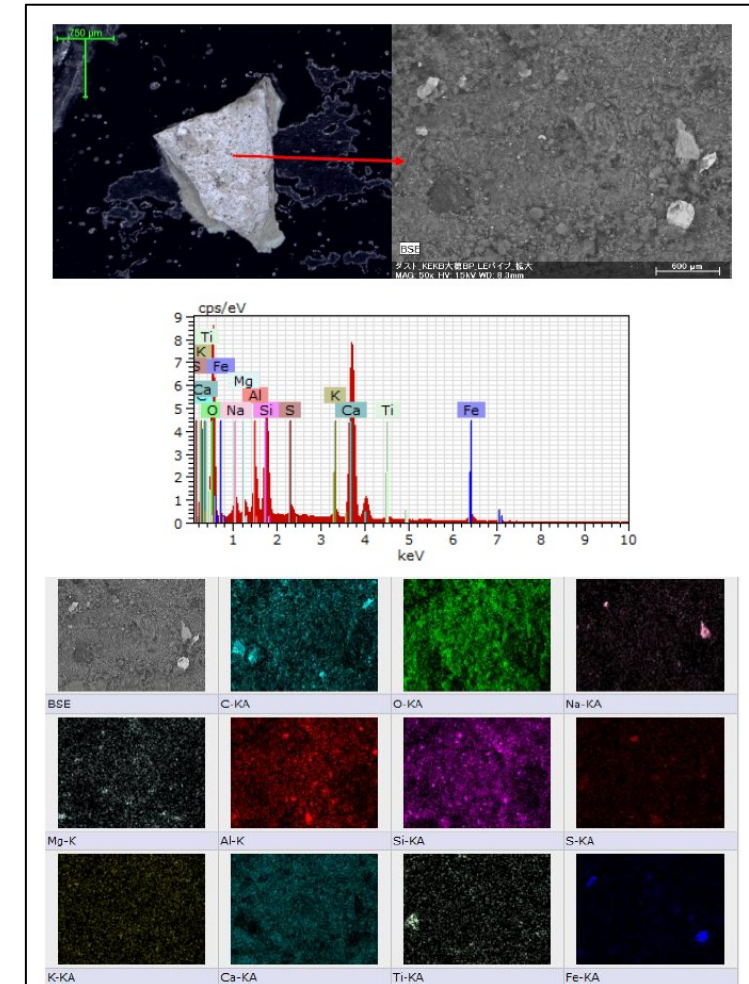 750 µm
BSE
ダスト_KEKB大穂BP_LEパイプ_拡大
MAG: 50x HV: 15kV WD: 8.3mm
600 µm
cps/eV
9
8
7
6
5
4
3
2
1
0
Ti
K
S Fe
Ca Mg
C Al K
O Na Si S Ca Ti Fe
1 2 3 4 5 6 7 8 9 10
keV
BSE C-KA O-KA Na-KA
Mg-K Al-K Si-KA S-KA
K-KA Ca-KA Ti-KA Fe-KA